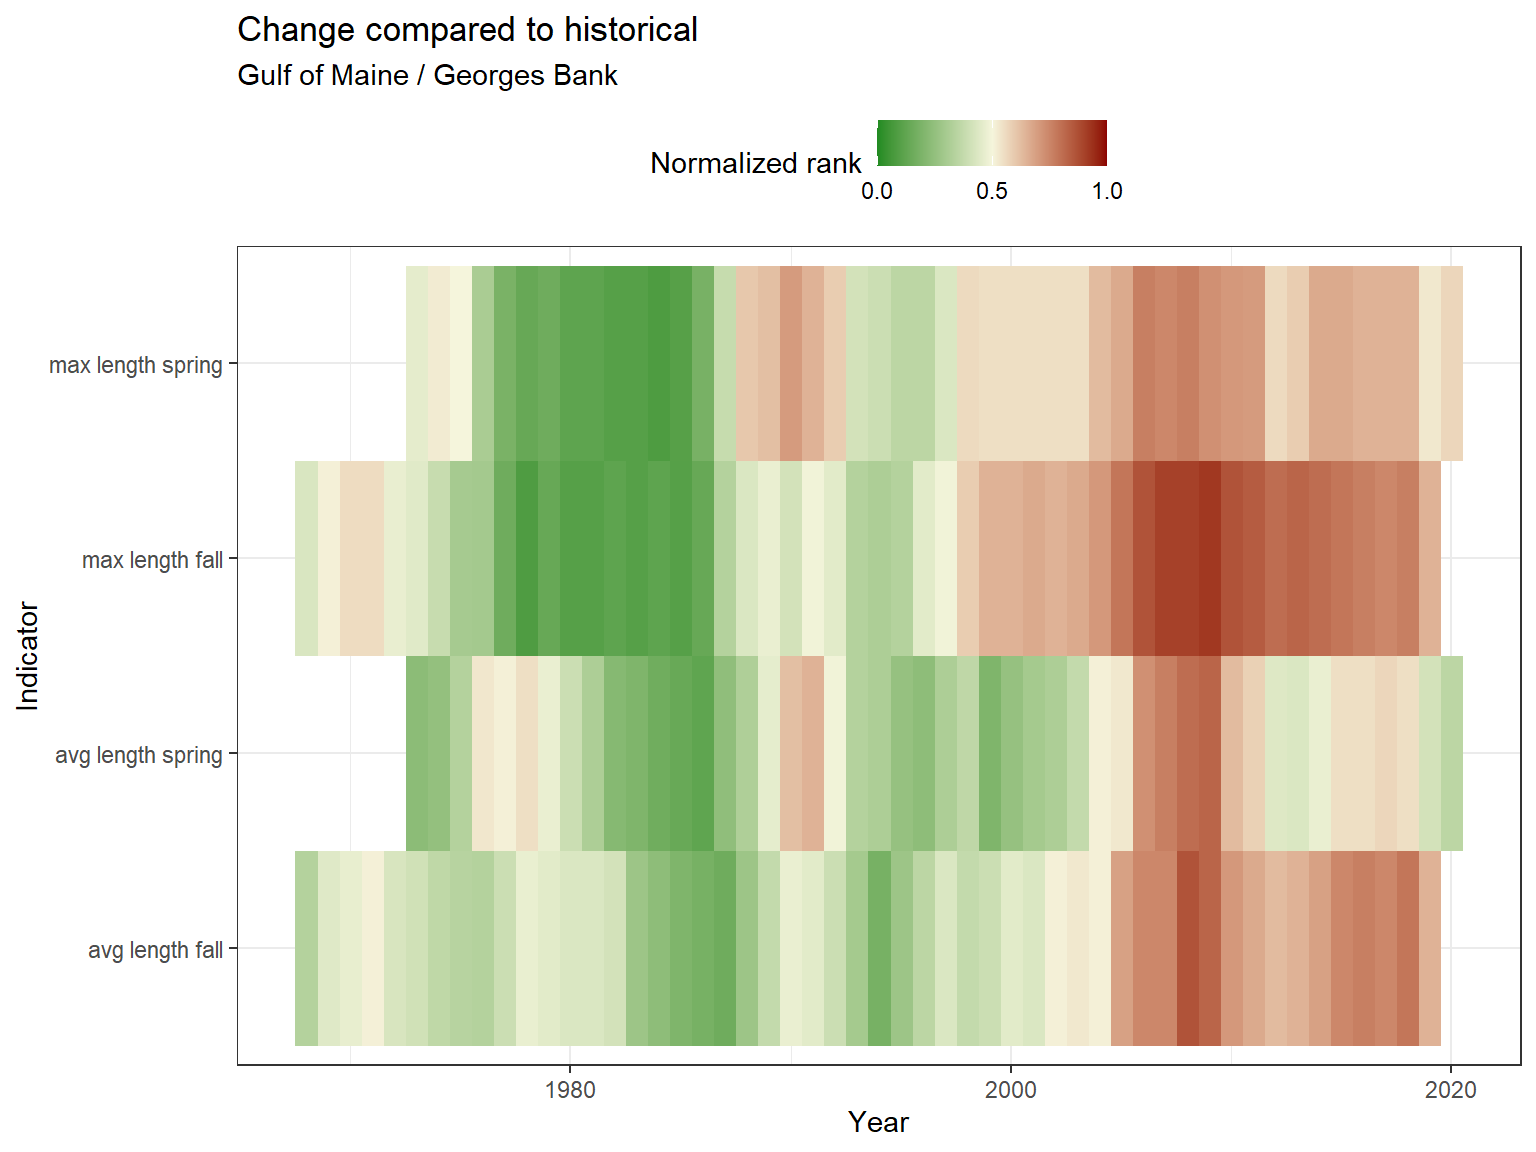 Change compared to historical
Gulf of Maine / Georges Bank
Normalized rank
0.0 0.5 1.0
max length spring
max length fall
avg length spring
avg length fall
Indicator
1980 2000 2020
Year